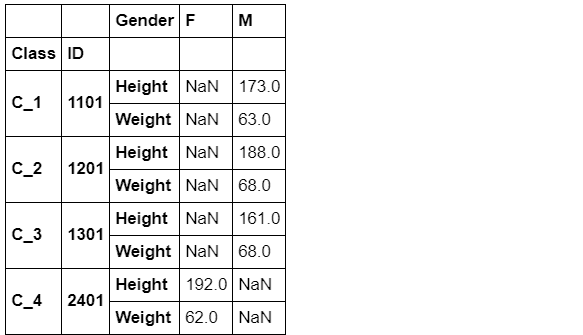 Gender F M
Class ID
C_1 1101 Height NaN 173.0
Weight NaN 63.0
C_2 1201 Height NaN 188.0
Weight NaN 68.0
C_3 1301 Height NaN 161.0
Weight NaN 68.0
C_4 2401 Height 192.0 NaN
Weight 62.0 NaN